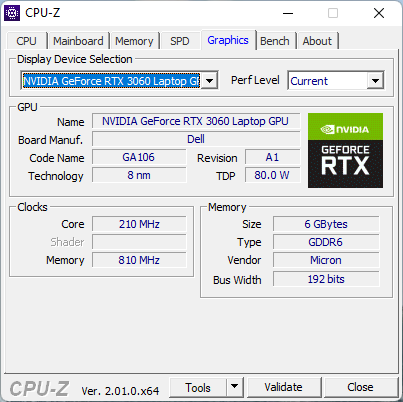 CPU-Z
CPU Mainboard Memory SPD Graphics Bench About
Display Device Selection
NVIDIA GeForce RTX 3060 Laptop GP Perf Level Current
GPU
Name NVIDIA GeForce RTX 3060 Laptop GPU
Board Manuf. Dell
Code Name GA106 Revision A1
Technology 8 nm TDP 80.0 W
NVIDIA
GEFORCE
RTX
Clocks
Core 210 MHz
Shader
Memory 810 MHz
Memory
Size 6 GBytes
Type GDDR6
Vendor Micron
Bus Width 192 bits
CPU-Z Ver. 2.01.0.x64 Tools Validate Close